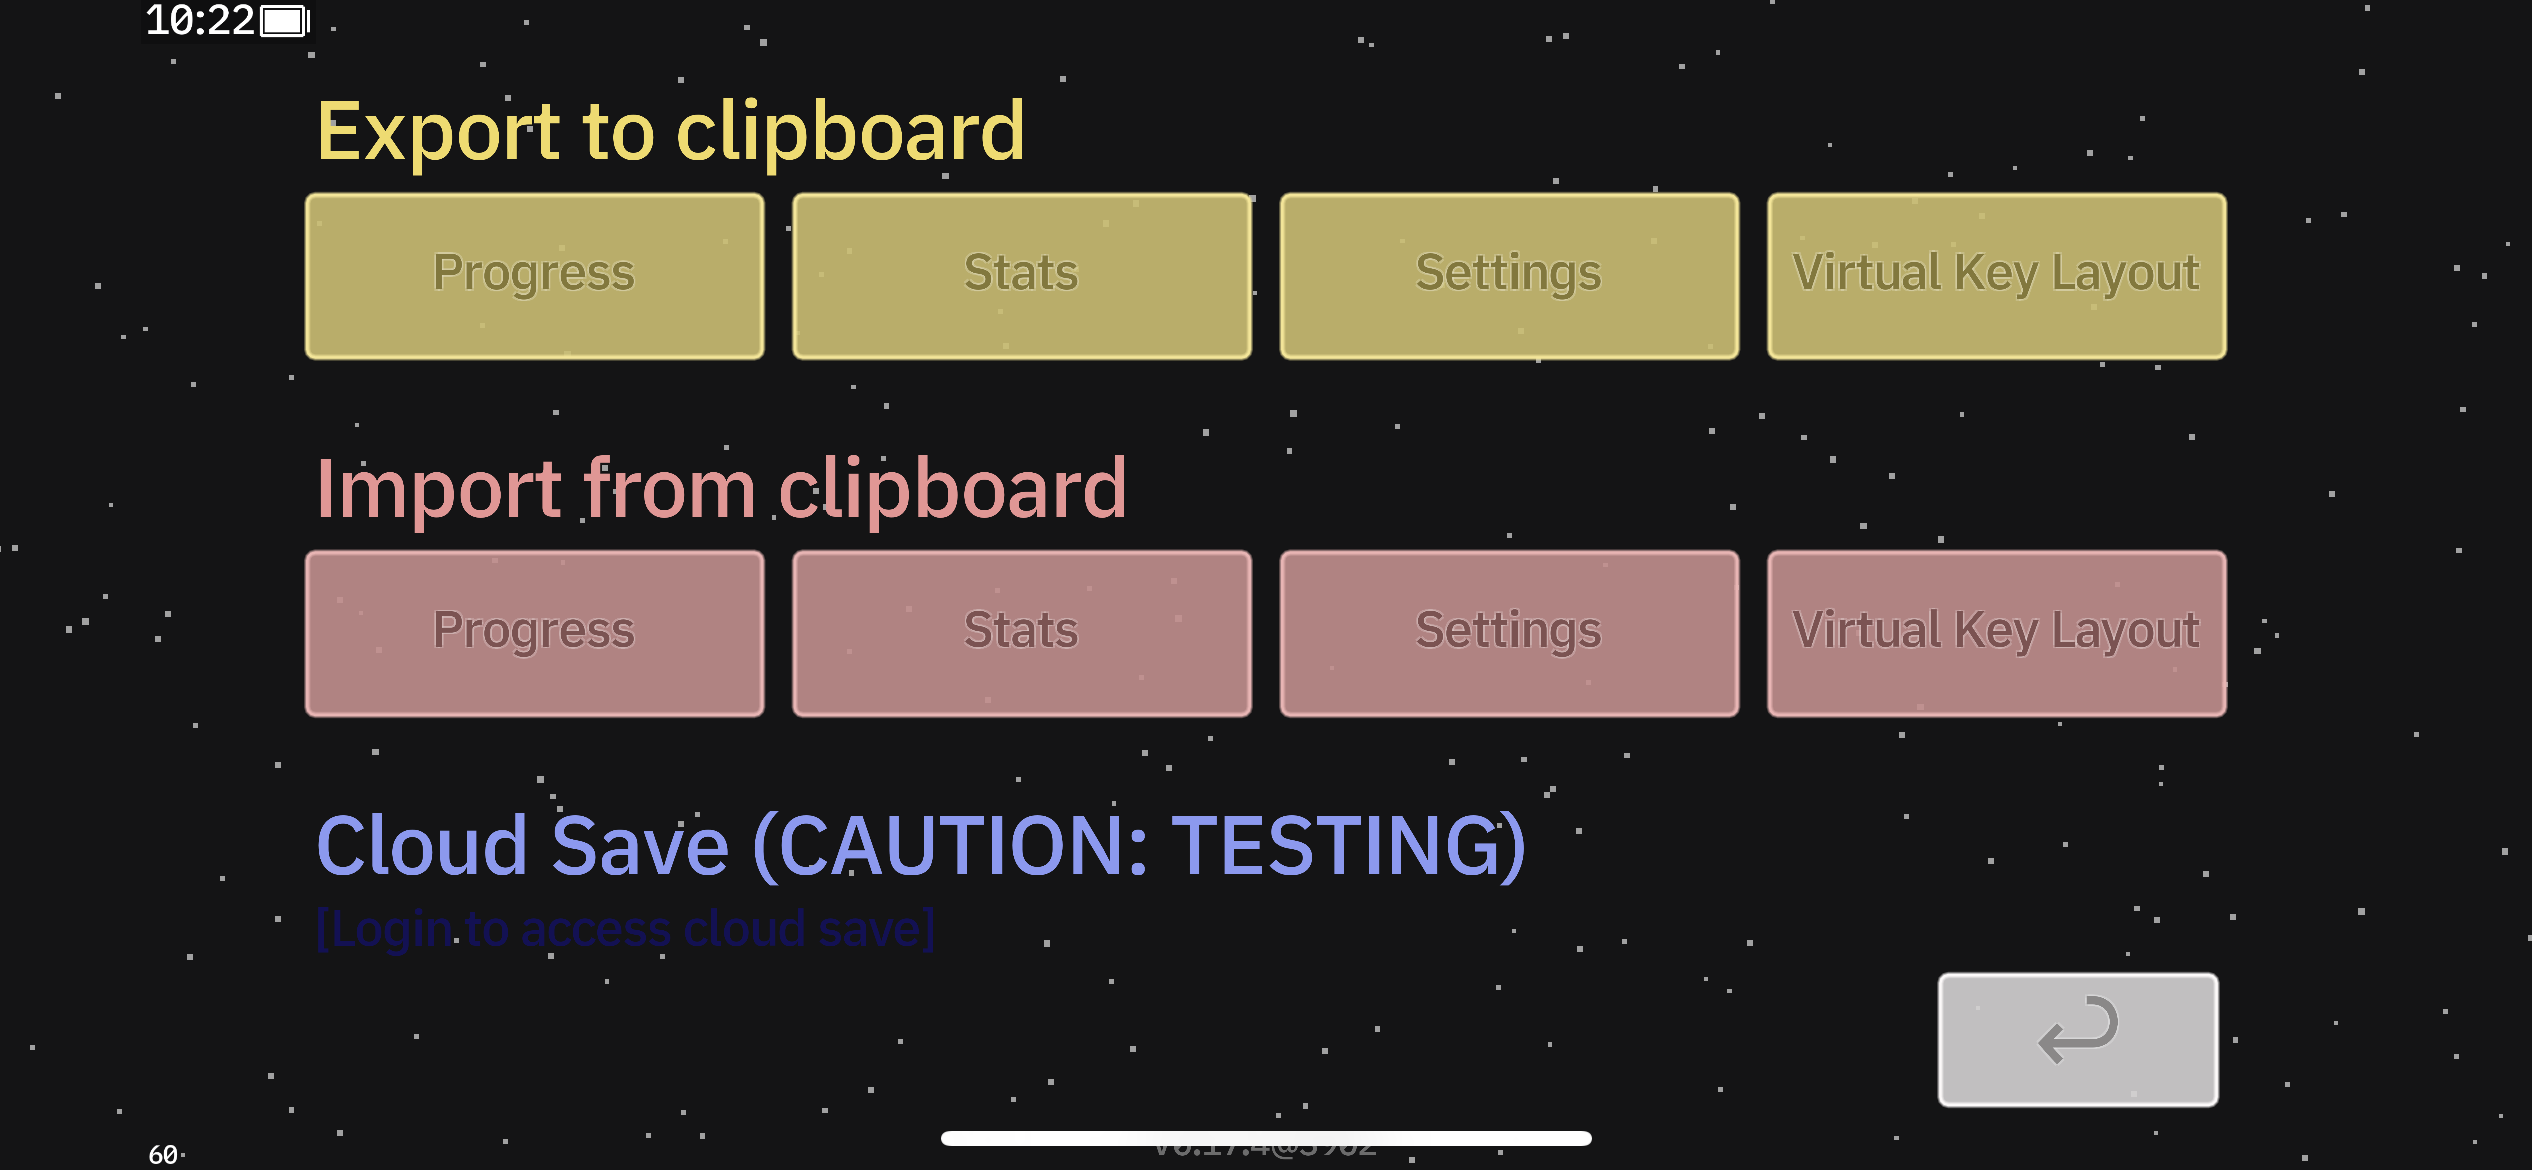 10:22
Export to clipboard
Progress Stats Settings Virtual Key Layout
Import from clipboard
Progress Stats Settings Virtual Key Layout
Cloud Save (CAUTION: TESTING)
[Login to access cloud save]
60